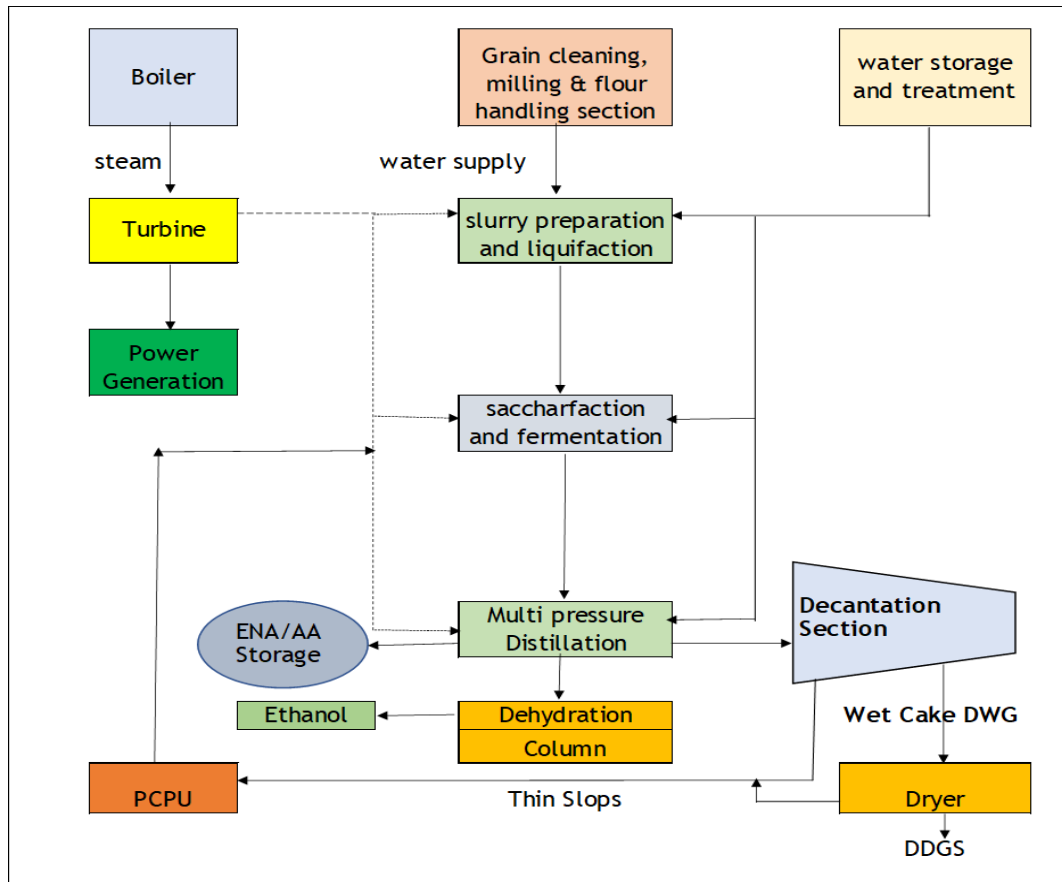 Boiler
Grain cleaning,
milling & flour
handling section
water storage
and treatment
steam
water supply
Turbine
slurry preparation
and liquifaction
Power
Generation
saccharfaction
and fermentation
ENA/AA
Storage
Multi pressure
Distillation
Decantation
Section
Ethanol
Dehydration
Column
Wet Cake DWG
PCPU
Thin Slops
Dryer
DDGS